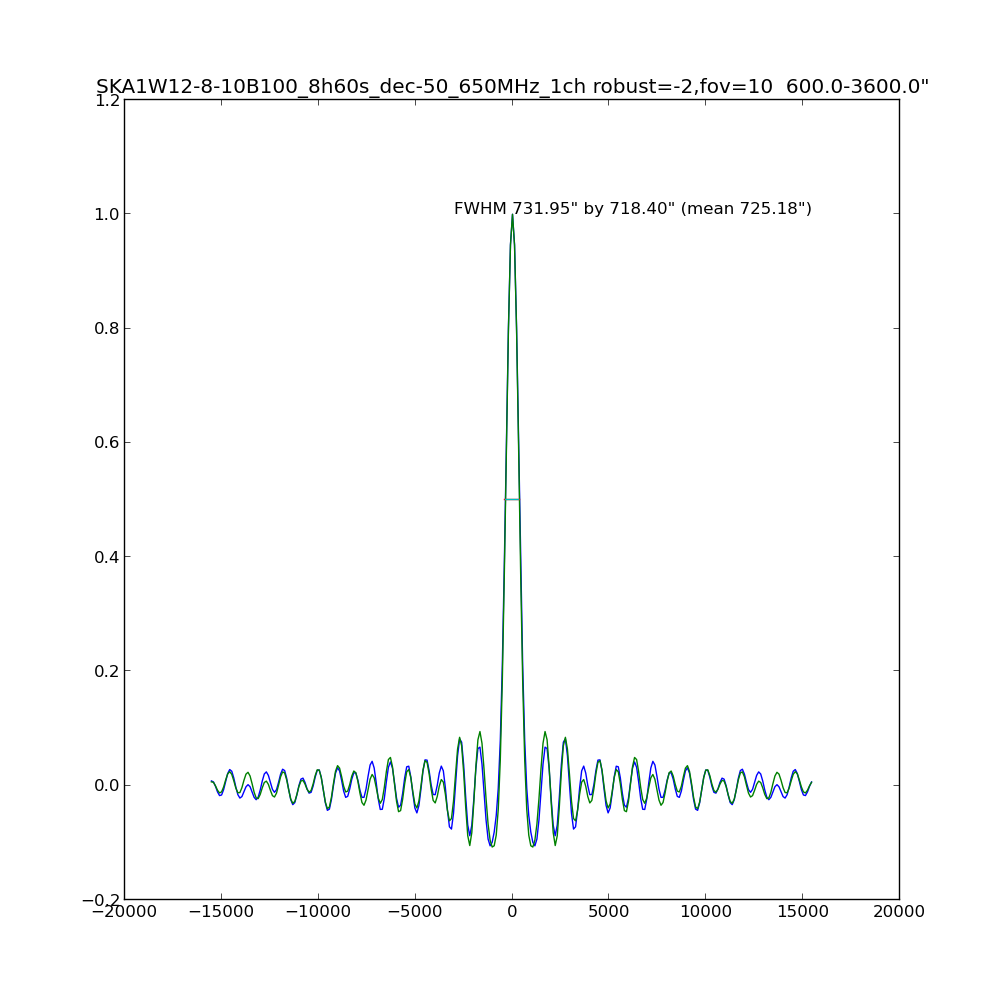 SKA1W12-8-10B100_8h60s_dec-50_650MHz_1ch robust=-2,fov=10  600.0-3600.0"
1.2
FWHM 731.95" by 718.40" (mean 725.18")
1.0
0.8
0.6
0.4
0.2
0.0
−0.2
−20000 −15000 −10000 −5000 0 5000 10000 15000 20000